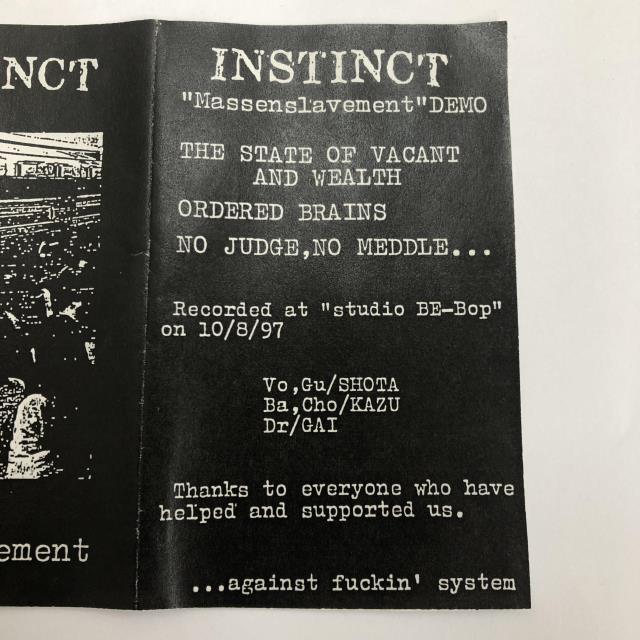 NCT
ement
INSTINCT
"Massenslavement"DEMO
THE STATE OF VACANT
AND WEALTH
ORDERED BRAINS
NO JUDGE,NO MEDDLE...
Recorded at "studio BE-Bop"
on 10/8/97
Vo,Gu/SHOTA
Ba,Cho/KAZU
Dr/GAI
Thanks to everyone who have
helped and supported us.
...against fuckin' system